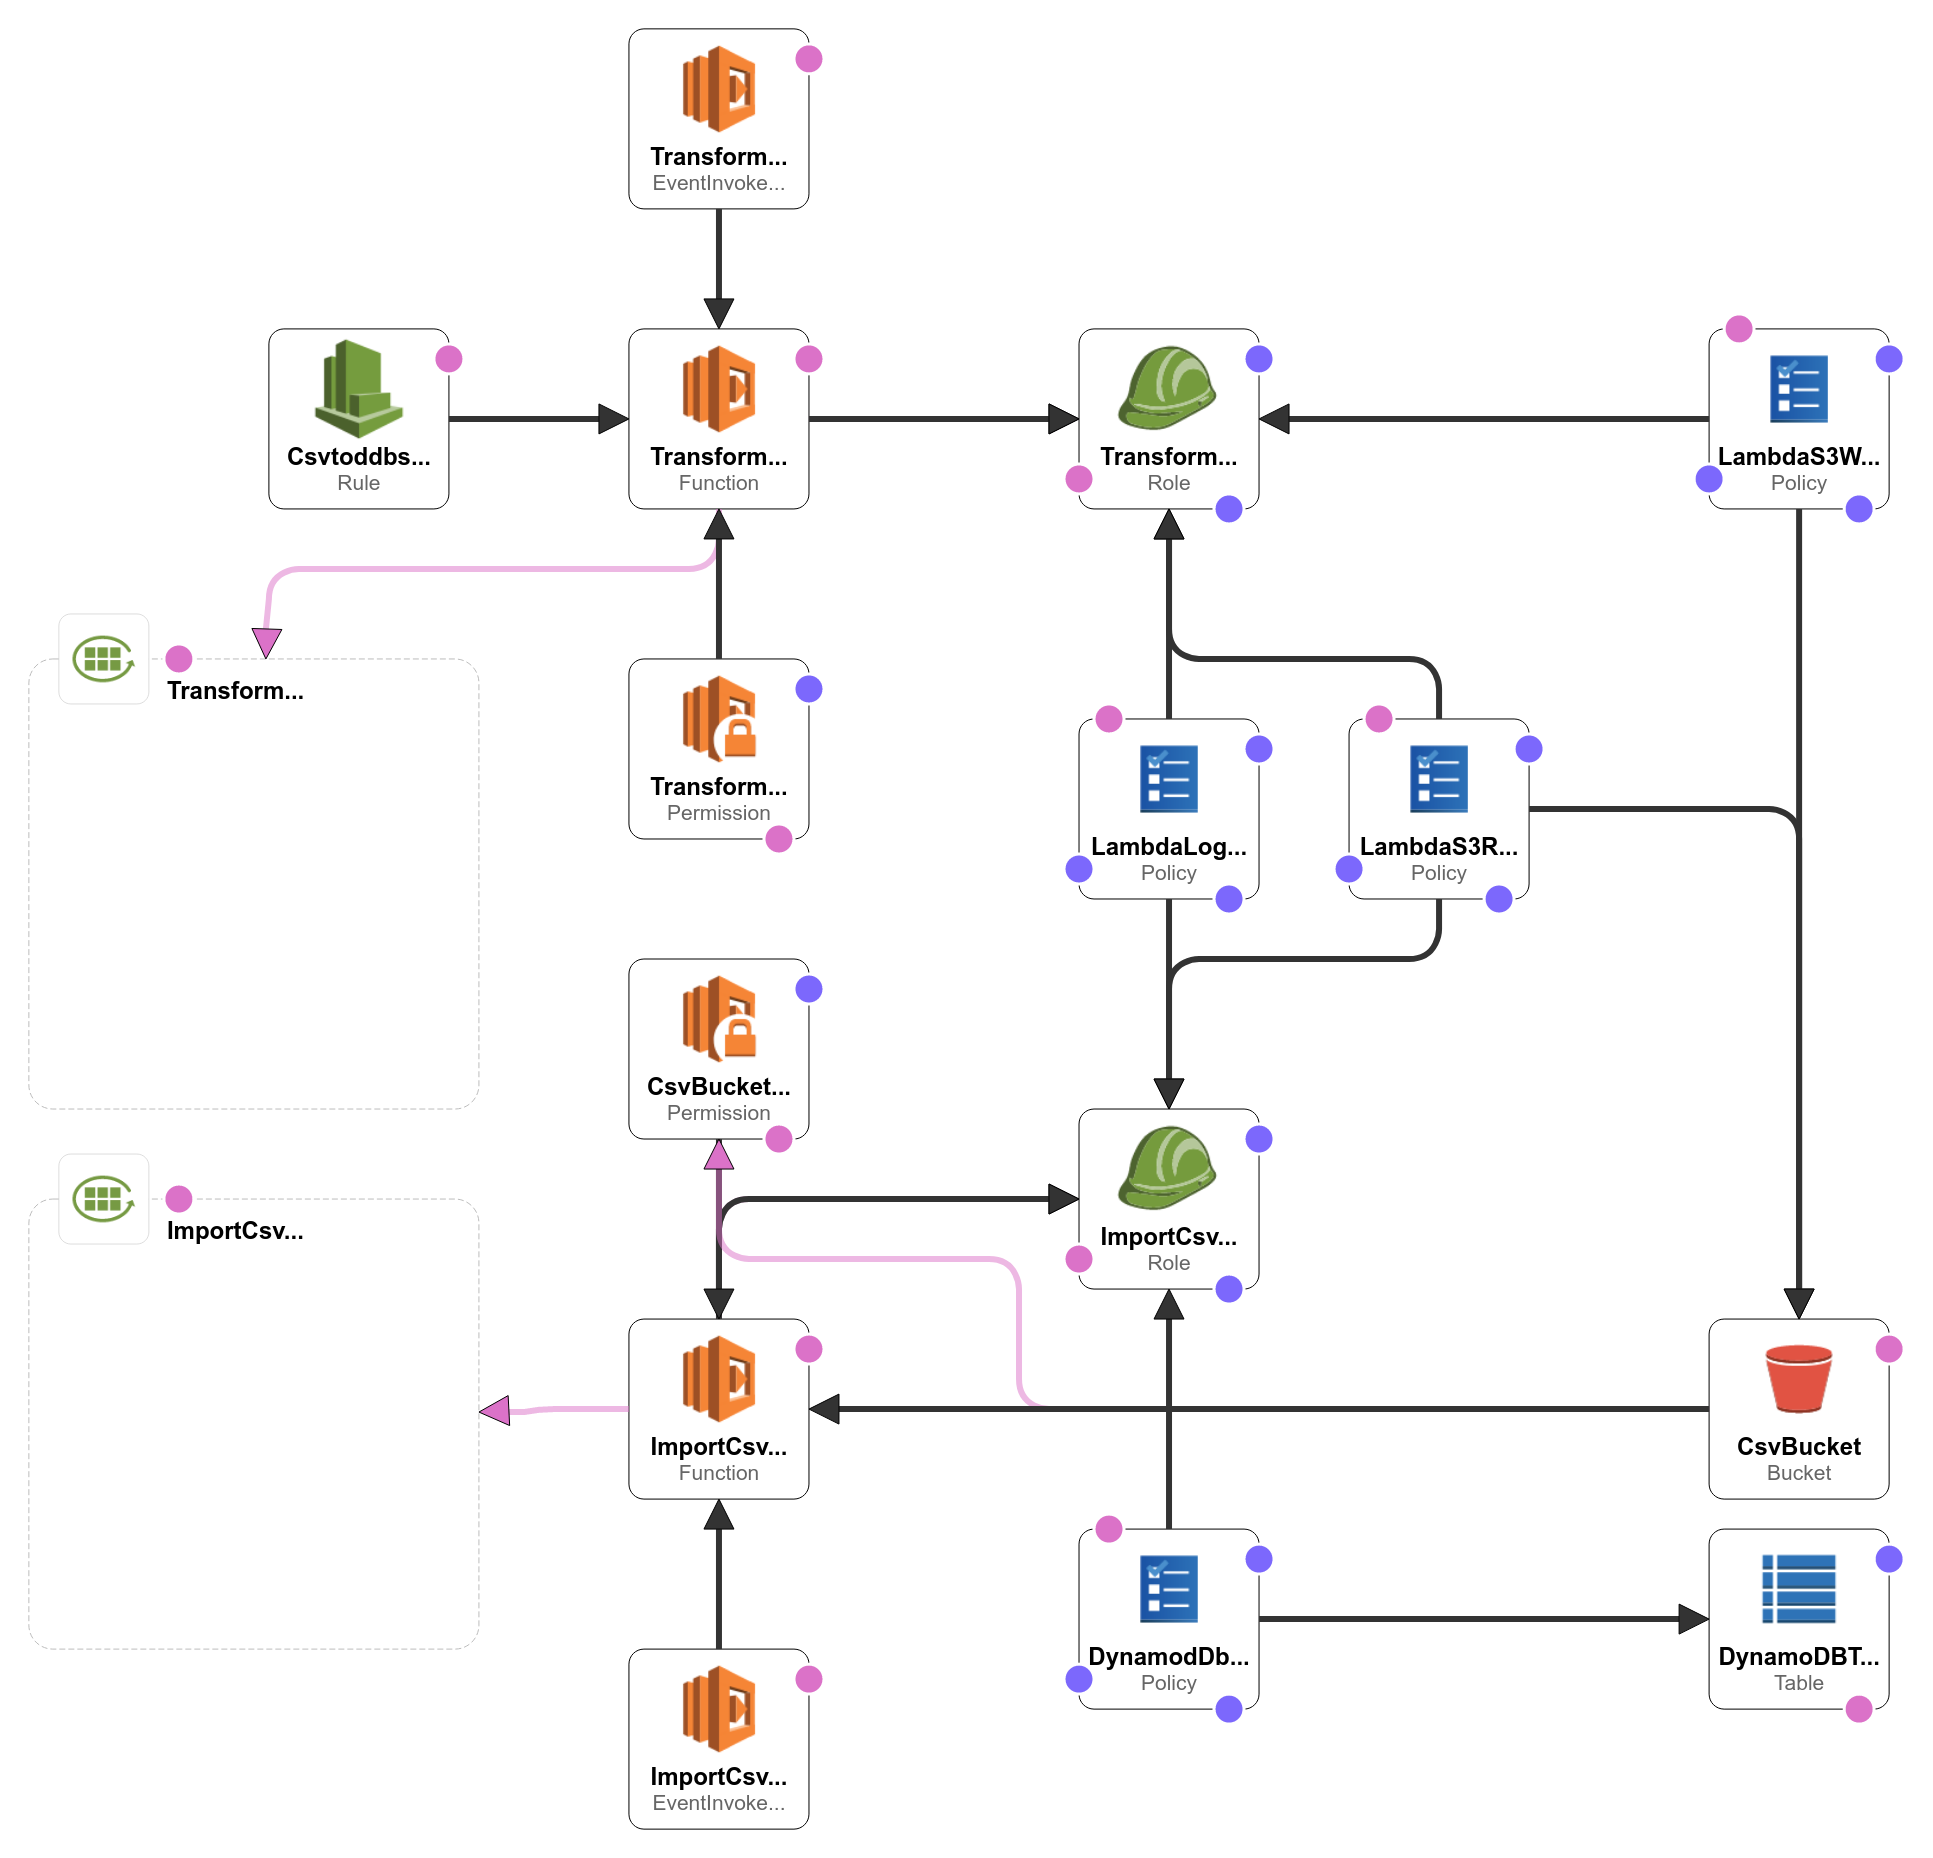 Transform...
EventInvoke...
Csvtoddbs...
Rule
Transform...
Function
Transform...
Role
LambdaS3W...
Policy
Transform...
Transform...
Permission
LambdaLog...
Policy
LambdaS3R...
Policy
CsvBucket...
Permission
ImportCsv...
ImportCsv...
Role
ImportCsv...
Function
CsvBucket
Bucket
DynamodDb...
Policy
DynamoDBT...
Table
ImportCsv...
EventInvoke...